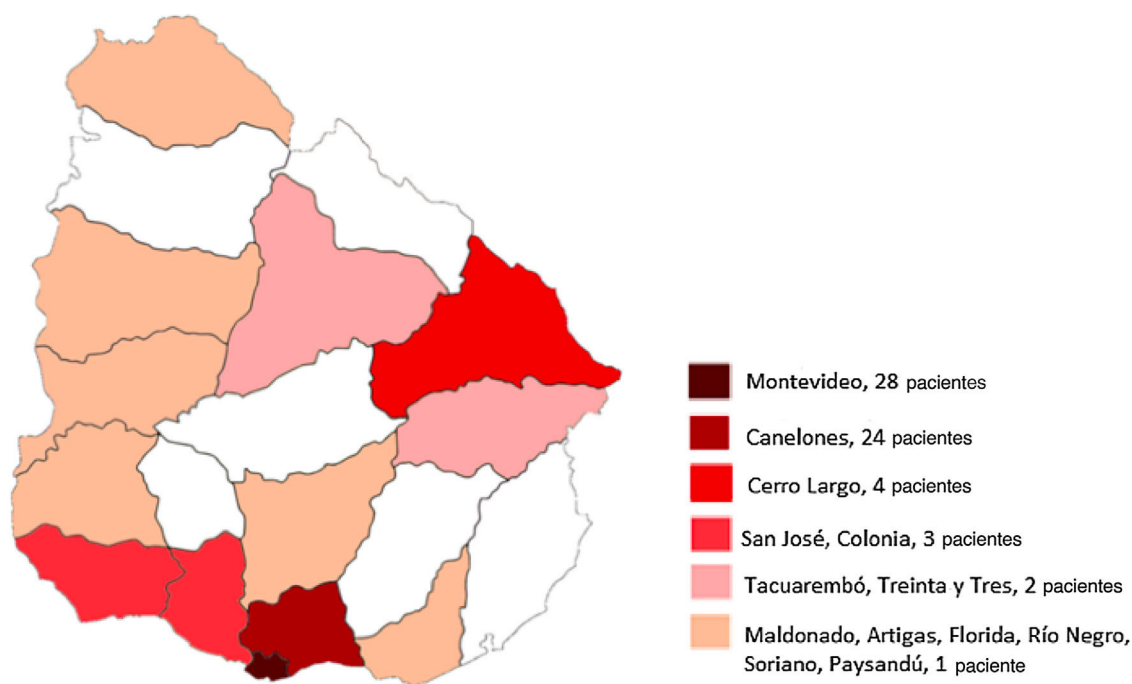 Montevideo, 28 pacientes
Canelones, 24 pacientes
Cerro Largo, 4 pacientes
San José, Colonia, 3 pacientes
Tacuarembó, Treinta y Tres, 2 pacientes
Maldonado, Artigas, Florida, Río Negro,
Soriano, Paysandú, 1 paciente